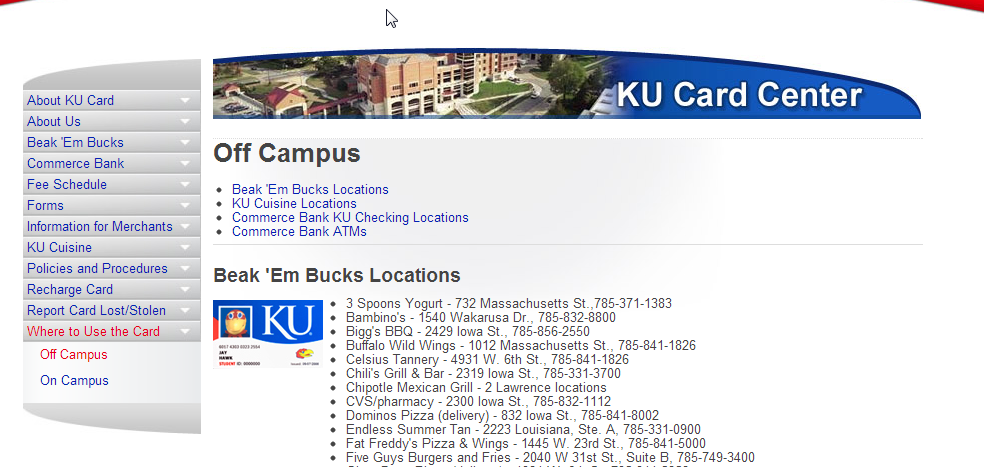 KU Card Center
About KU Card
About Us
Beak 'Em Bucks
Commerce Bank
Fee Schedule
Forms
Information for Merchants
KU Cuisine
Policies and Procedures
Recharge Card
Report Card Lost/Stolen
Where to Use the Card
Off Campus
On Campus
Off Campus
Beak 'Em Bucks Locations
KU Cuisine Locations
Commerce Bank KU Checking Locations
Commerce Bank ATMs
Beak 'Em Bucks Locations
KU
JAY
HAWK
STUDENT ID: 0000000
3 Spoons Yogurt - 732 Massachusetts St.,785-371-1383
Bambino's - 1540 Wakarusa Dr., 785-832-8800
Bigg's BBQ - 2429 Iowa St., 785-856-2550
Buffalo Wild Wings - 1012 Massachusetts St., 785-841-1826
Celsius Tannery - 4931 W. 6th St., 785-841-1826
Chili's Grill & Bar - 2319 Iowa St., 785-331-3700
Chipotle Mexican Grill - 2 Lawrence locations
CVS/pharmacy - 2300 Iowa St., 785-832-1112
Dominos Pizza (delivery) - 832 Iowa St., 785-841-8002
Endless Summer Tan - 2223 Louisiana, Ste. A, 785-331-0900
Fat Freddy's Pizza & Wings - 1445 W. 23rd St., 785-841-5000
Five Guys Burgers and Fries - 2040 W 31st St., Suite B, 785-749-3400